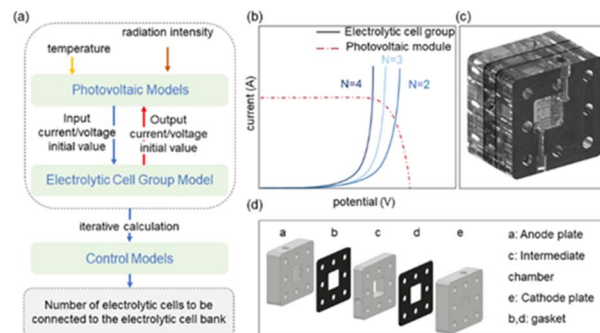 (a)
temperature
radiation intensity
Photovoltaic Models
Input
current/voltage
initial value
Output
current/voltage
initial value
Electrolytic Cell Group Model
iterative calculation
Control Models
Number of electrolytic cells to be
connected to the electrolytic cell bank
(b)
Electrolytic cell group
Photovoltaic module
N=3
N=4
N=2
current (A)
potential (V)
(c)
(d)
a
b
c
d
e
a: Anode plate
c: Intermediate
chamber
e: Cathode plate
b,d: gasket